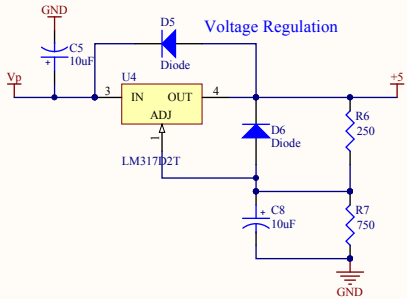 GND
D5
Voltage Regulation
C5
10uF
Diode
Vp
U4
+5
3
IN
OUT
4
ADJ
1
R6
250
D6
Diode
LM317D2T
C8
10uF
R7
750
GND